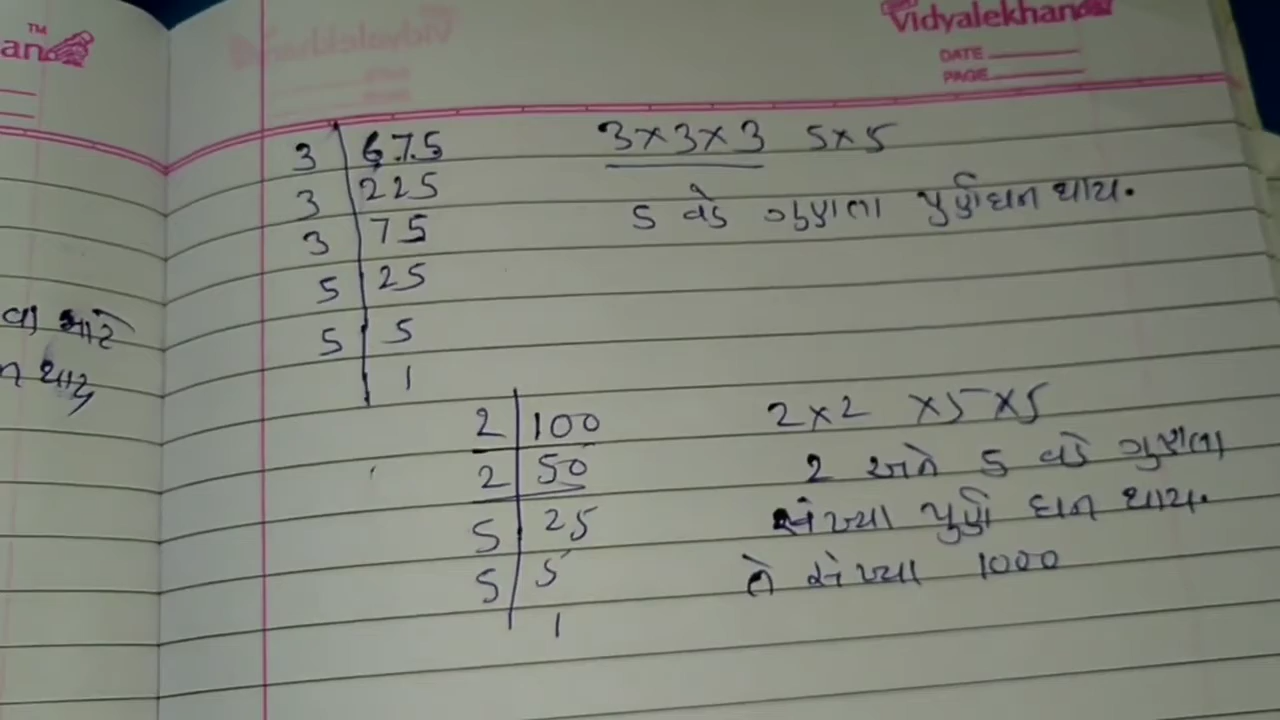 an
TM
Vidyalekhan
DATE
PAGE
3 | 675 3×3×3 5×5
3 | 225 5 વડે ગુણતા પુર્ણઘન થાય.
3 | 75
5 | 25
5 | 5
1
વા માટે
ન થાય
2 | 100 2×2 ×5×5
2 | 50 2 અને 5 વડે ગુણતા
5 | 25 સંખ્યા પુર્ણ ઘન થાય.
5 | 5 તે સંખ્યા 1000
1